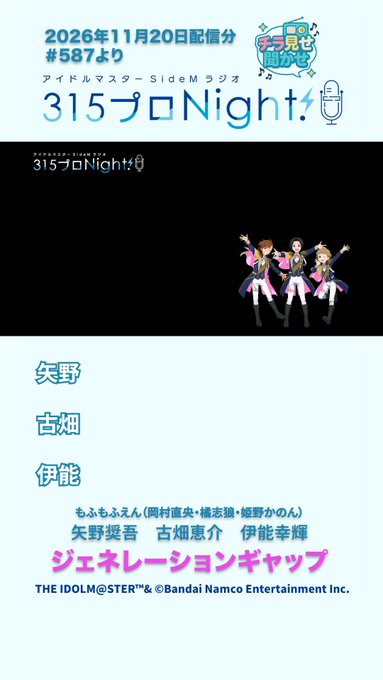 2026年11月20日配信分
#587より
チラ見せ
聞かせ
アイドルマスター SideM ラジオ
315プロNight!
アイドルマスター SideM ラジオ
315プロNight!
矢野
古畑
伊能
もふもふえん(岡村直央・橘志狼・姫野かのん)
矢野奨吾 古畑恵介 伊能幸輝
ジェネレーションギャップ
THE IDOLM@STER™& ©Bandai Namco Entertainment Inc.